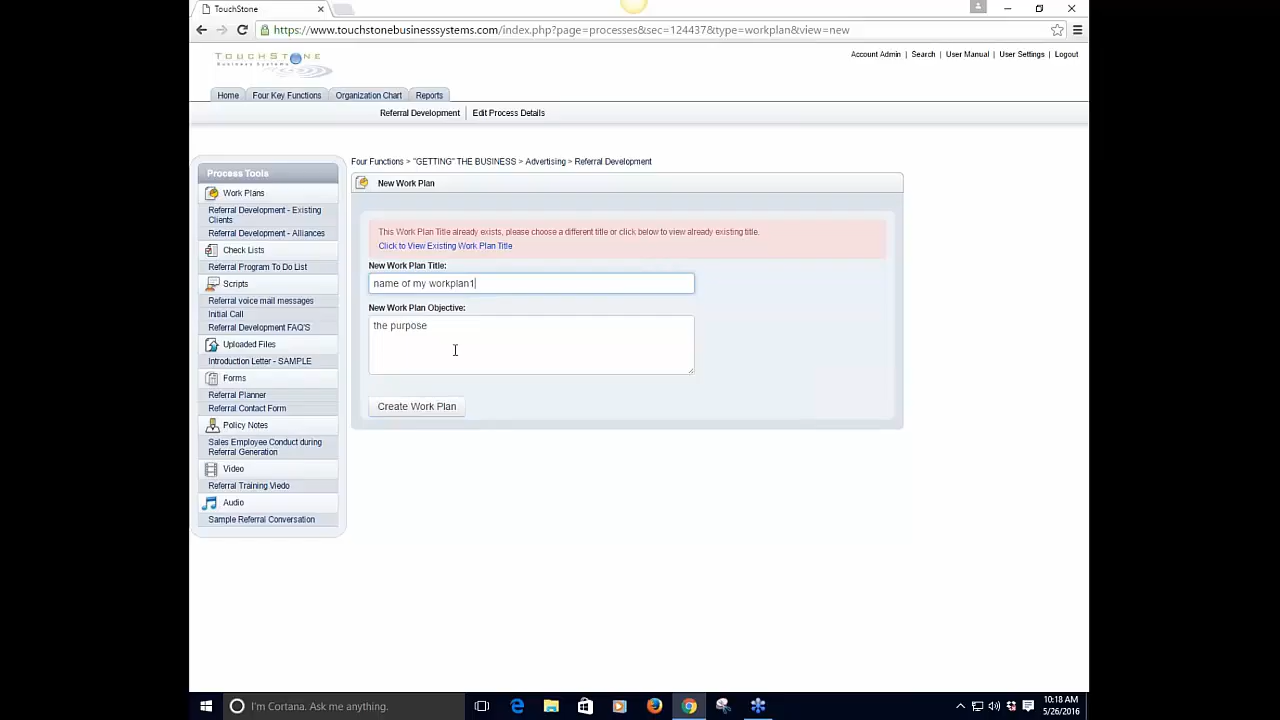 TouchStone
https://www.touchstonebusinesssystems.com/index.php?page=processes&sec=124437&type=workplan&view=new
TOUCHSTONE
Business Systems
Account Admin | Search | User Manual | User Settings | Logout
Home
Four Key Functions
Organization Chart
Reports
Referral Development
Edit Process Details
Four Functions > "GETTING" THE BUSINESS > Advertising > Referral Development
Process Tools
Work Plans
Referral Development - Existing
Clients
Referral Development - Alliances
Check Lists
Referral Program To Do List
Scripts
Referral voice mail messages
Initial Call
Referral Development FAQ'S
Uploaded Files
Introduction Letter - SAMPLE
Forms
Referral Planner
Referral Contact Form
Policy Notes
Sales Employee Conduct during
Referral Generation
Video
Referral Training Viedo
Audio
Sample Referral Conversation
New Work Plan
This Work Plan Title already exists, please choose a different title or click below to view already existing title.
Click to View Existing Work Plan Title
New Work Plan Title:
name of my workplan1
New Work Plan Objective:
the purpose
Create Work Plan
I'm Cortana. Ask me anything.
10:18 AM
5/26/2016